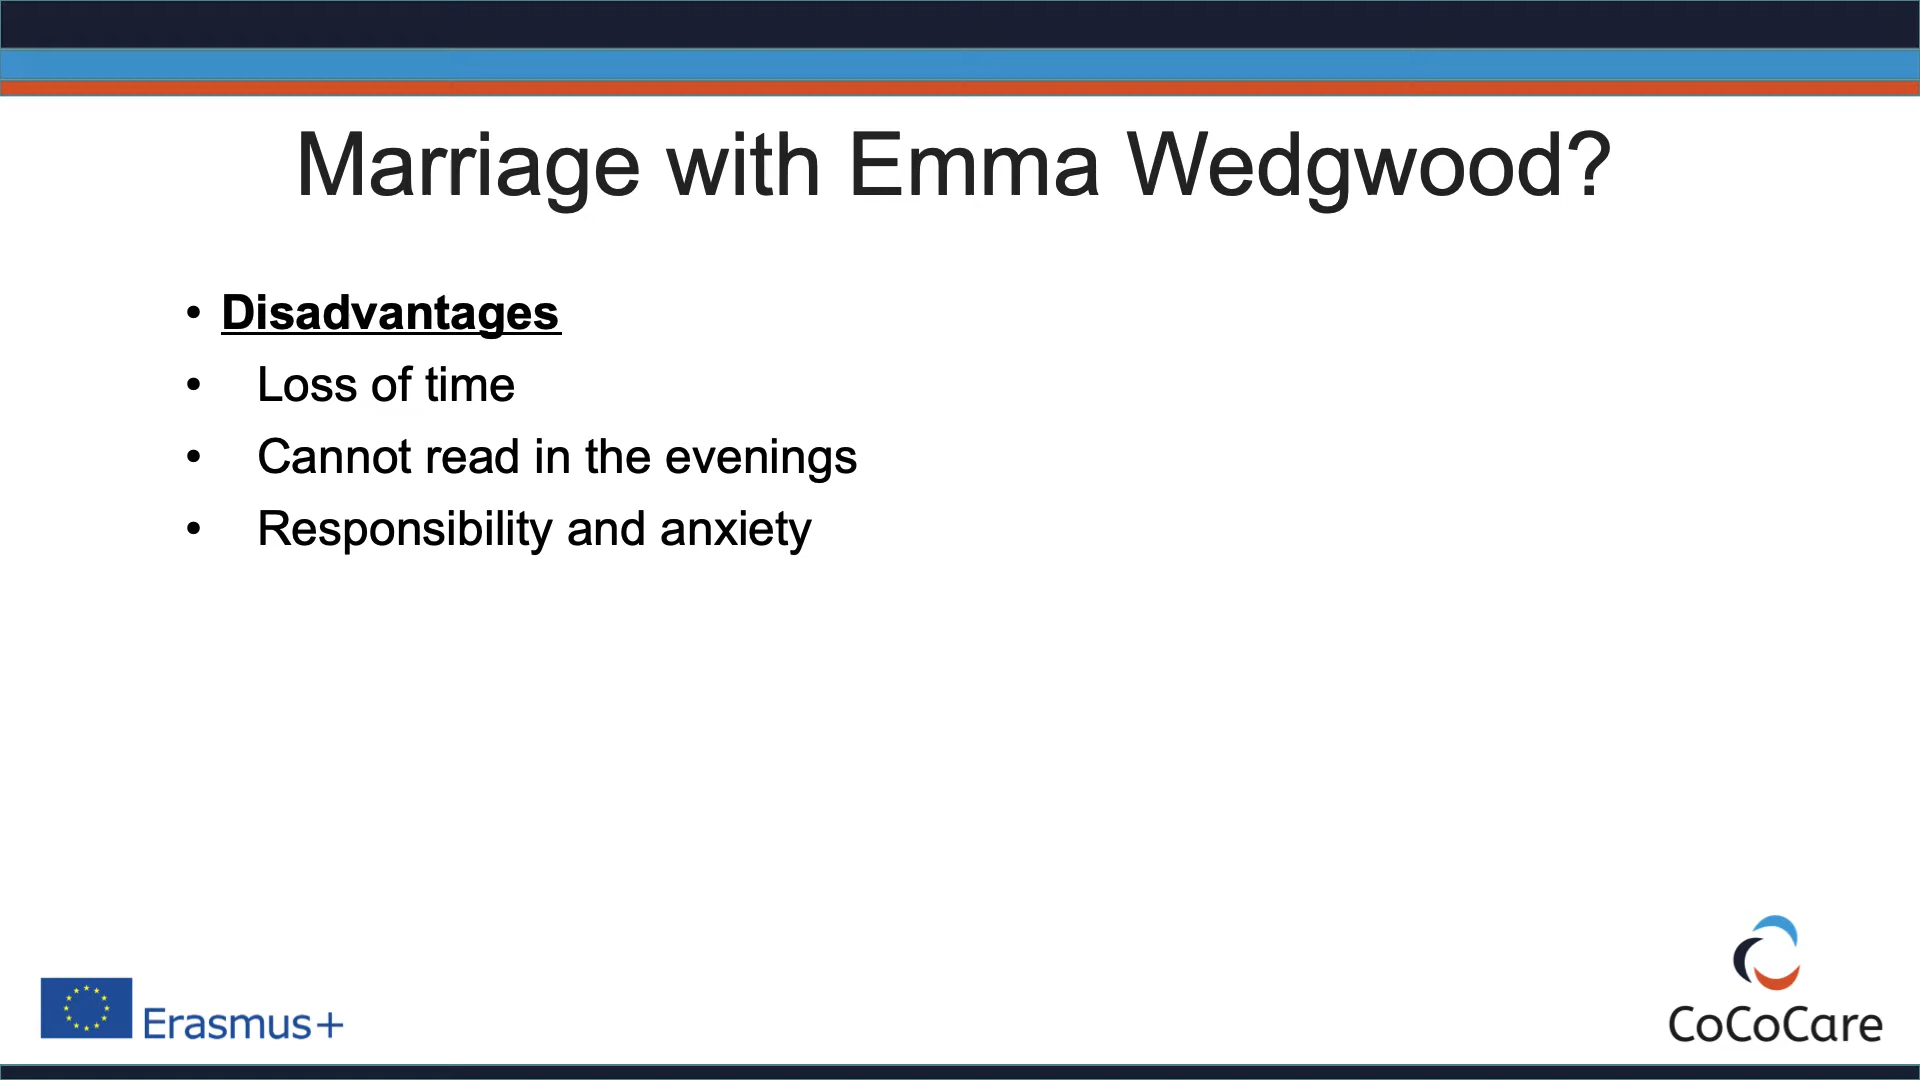 Marriage with Emma Wedgwood?
• Disadvantages
• Loss of time
• Cannot read in the evenings
• Responsibility and anxiety
Erasmus+
CoCoCare